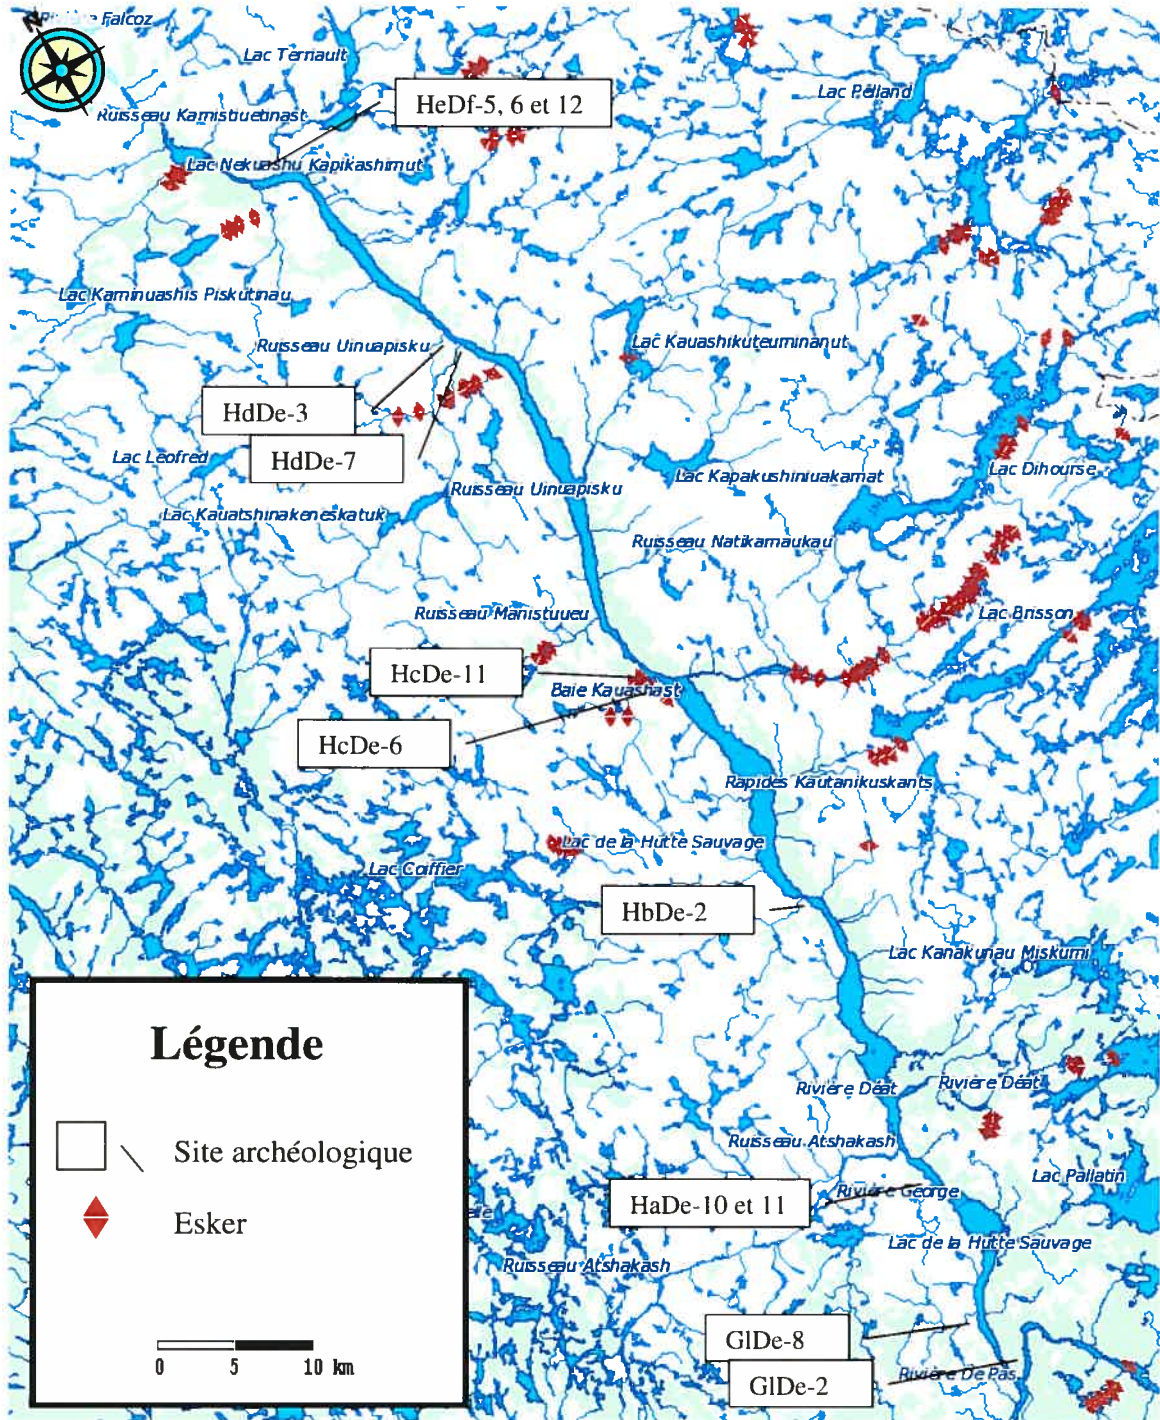 Rivière Falcoz
N
Lac Ternault
Lac Pelland
HeDf-5, 6 et 12
Ruisseau Kamistiuetinast
Lac Nekuashu Kapikashimut
Lac Kaminuashis Piskutinau
Ruisseau Uinuapisku
Lac Kauashikuteuminanut
HdDe-3
HdDe-7
Lac Leofred
Lac Dihourse
Lac Kapakushiniuakamat
Ruisseau Uinuapisku
Lac Kauatshinakeneskatuk
Ruisseau Natikamaukau
Ruisseau Manistuueu
Lac Brisson
HcDe-11
Baie Kauashast
HcDe-6
Rapides Kautanikuskants
Lac de la Hutte Sauvage
Lac Coiffier
HbDe-2
Lac Kanakunau Miskumi
Légende
Rivière Déat
Rivière Déat
Ruisseau Atshakash
Site archéologique
Lac Pallatin
Rivière George
HaDe-10 et 11
Esker
Lac de la Hutte Sauvage
Ruisseau Atshakash
GlDe-8
0 5 10 km
Rivière De Pas
GlDe-2